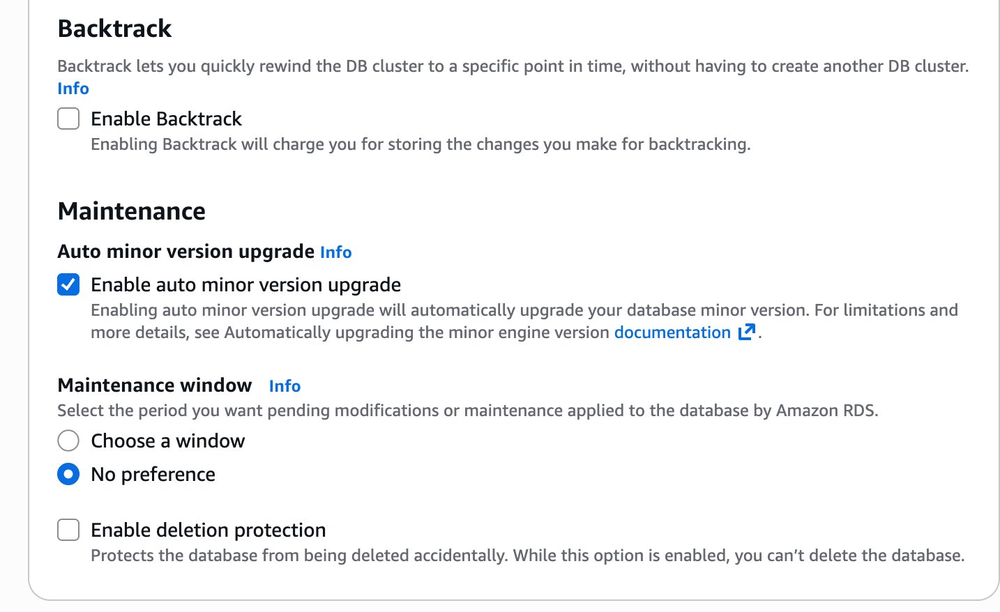 Backtrack
Backtrack lets you quickly rewind the DB cluster to a specific point in time, without having to create another DB cluster.
Info
Enable Backtrack
Enabling Backtrack will charge you for storing the changes you make for backtracking.
Maintenance
Auto minor version upgrade Info
Enable auto minor version upgrade
Enabling auto minor version upgrade will automatically upgrade your database minor version. For limitations and
more details, see Automatically upgrading the minor engine version documentation .
Maintenance window Info
Select the period you want pending modifications or maintenance applied to the database by Amazon RDS.
Choose a window
No preference
Enable deletion protection
Protects the database from being deleted accidentally. While this option is enabled, you can’t delete the database.